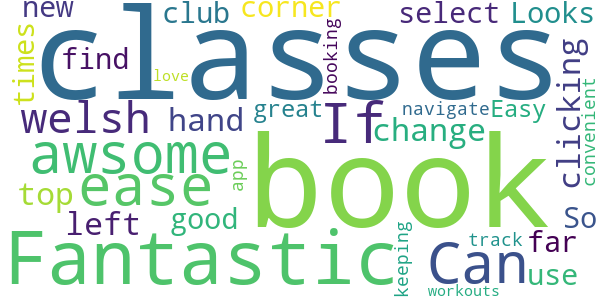 new club corner select Looks
times find classes
love booking
welsh hand great If navigate Easy
change clicking convenient
awsome
top ease app book
left good So
Fantastic keeping Can track far
use
workouts